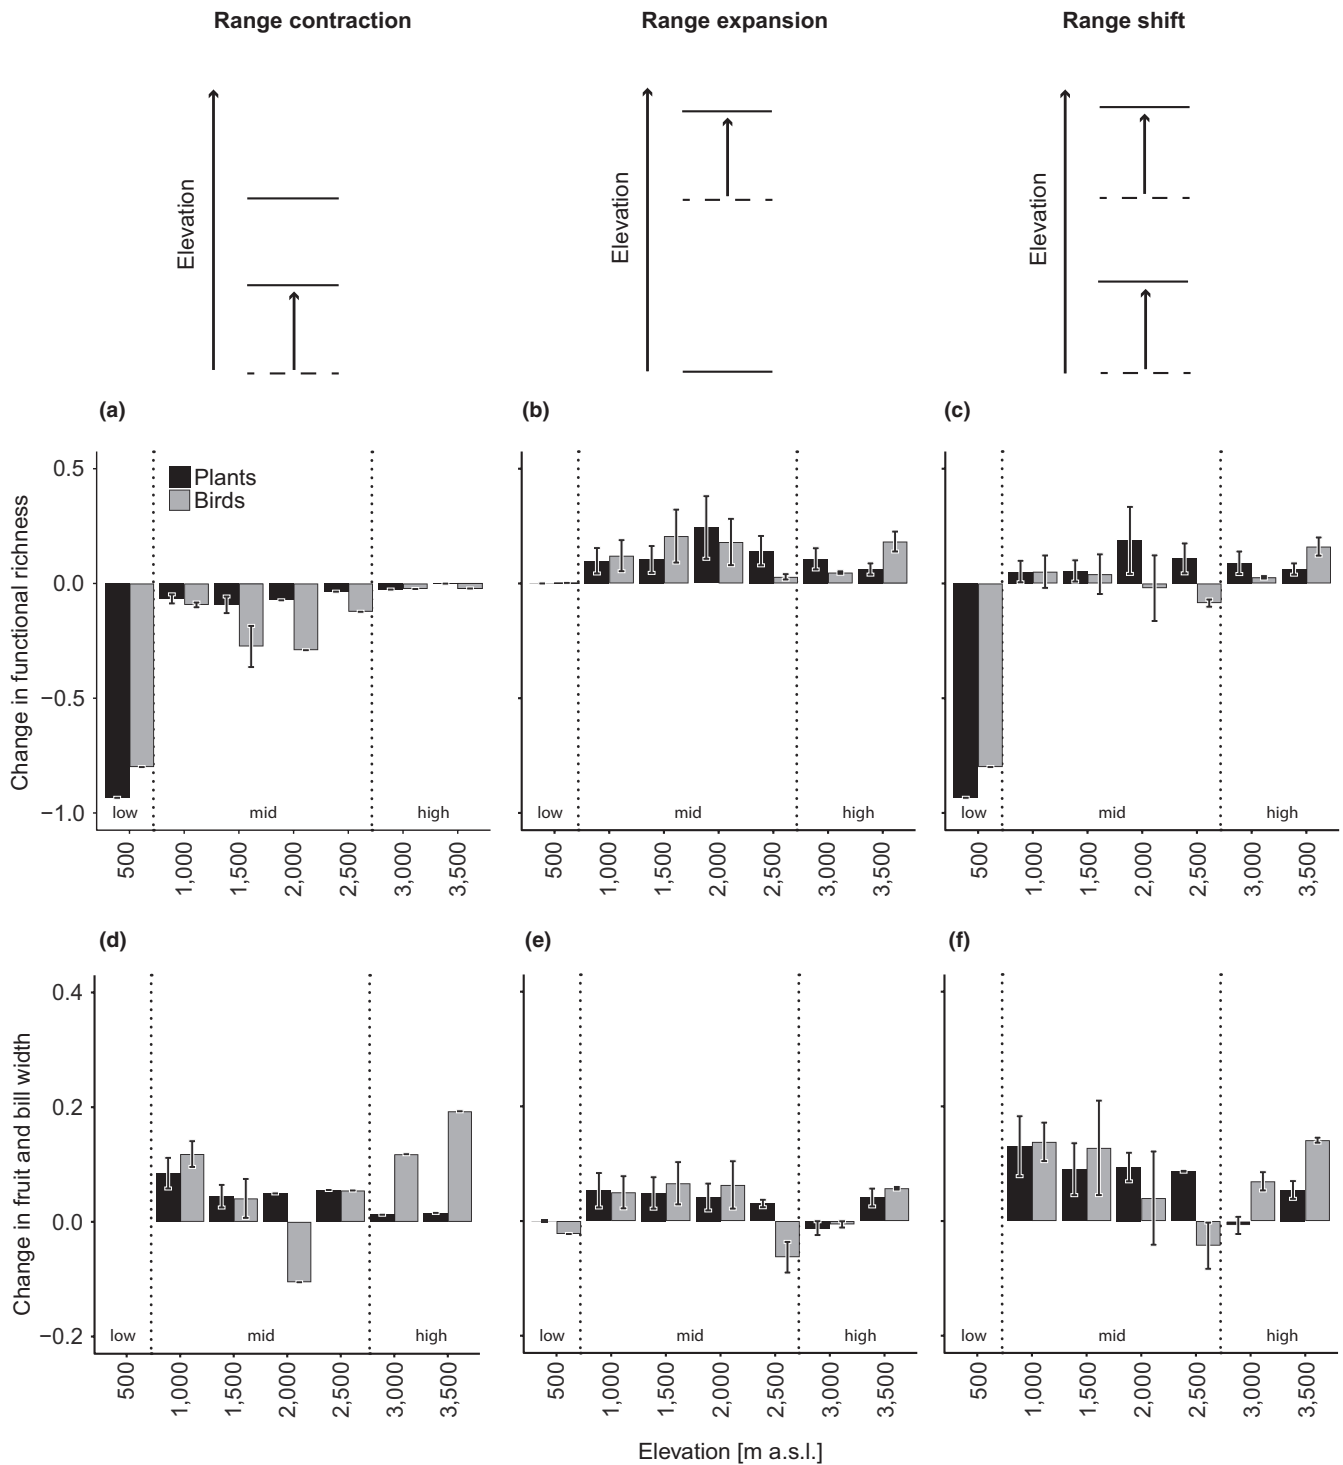 Range contraction
Range expansion
Range shift
Elevation
Elevation
Elevation
(a)
(b)
(c)
Change in functional richness
0.5
0.0
−0.5
−1.0
Plants
Birds
low
mid
high
low
mid
high
low
mid
high
500
1,000
1,500
2,000
2,500
3,000
3,500
500
1,000
1,500
2,000
2,500
3,000
3,500
500
1,000
1,500
2,000
2,500
3,000
3,500
(d)
(e)
(f)
Change in fruit and bill width
0.4
0.2
0.0
−0.2
low
mid
high
low
mid
high
low
mid
high
500
1,000
1,500
2,000
2,500
3,000
3,500
500
1,000
1,500
2,000
2,500
3,000
3,500
500
1,000
1,500
2,000
2,500
3,000
3,500
Elevation [m a.s.l.]